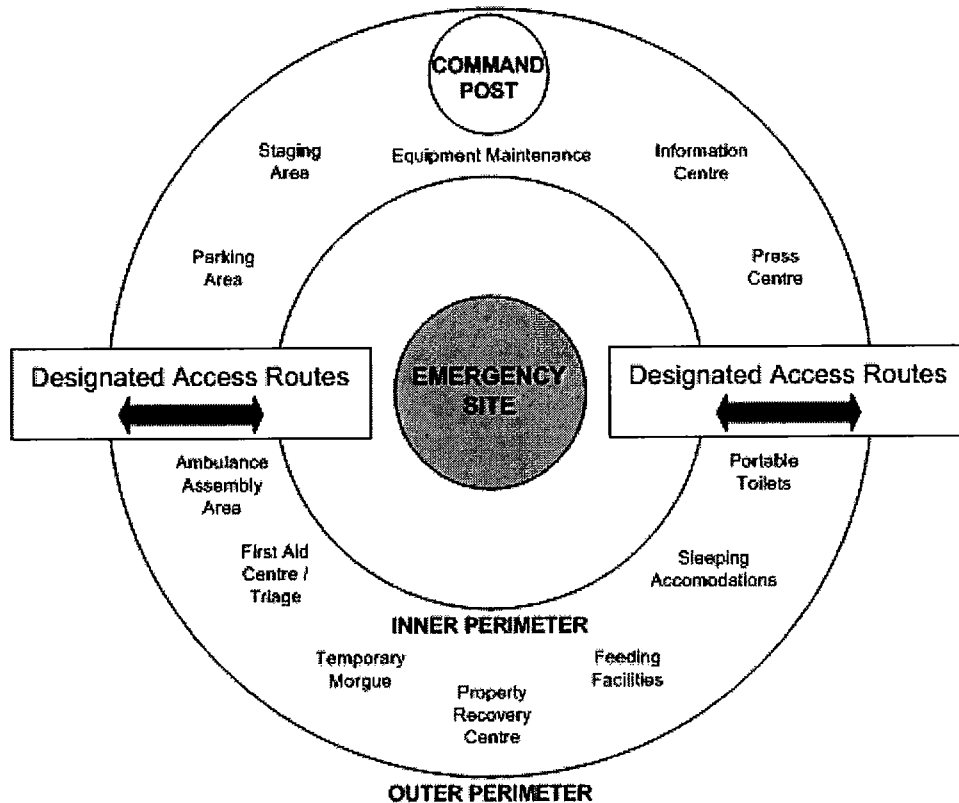 COMMAND
POST
Staging
Area
Equipment Maintenance
Information
Centre
Parking
Area
Press
Centre
Designated Access Routes
EMERGENCY
SITE
Designated Access Routes
Ambulance
Assembly
Area
Portable
Toilets
First Aid
Centre /
Triage
Sleeping
Accomodations
INNER PERIMETER
Temporary
Morgue
Property
Recovery
Centre
Feeding
Facilities
OUTER PERIMETER